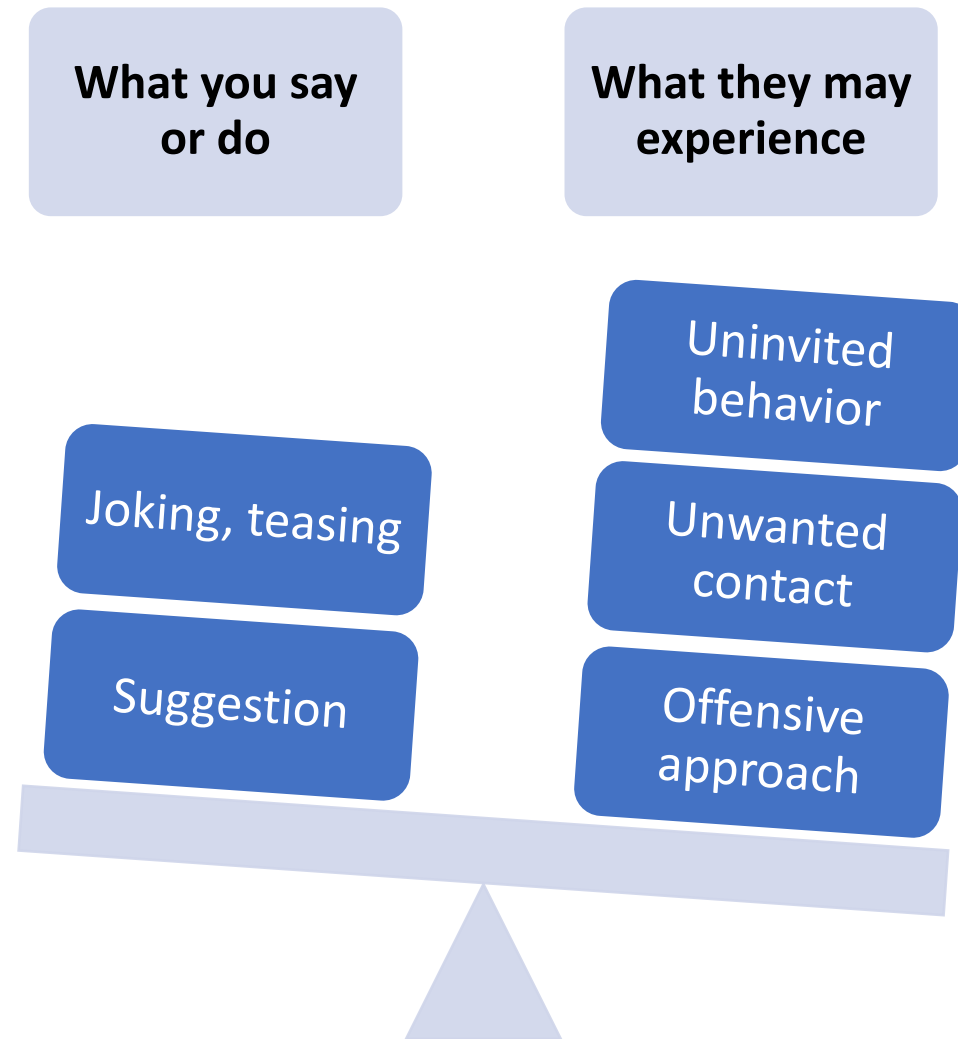 What you say
or do
What they may
experience
Joking, teasing
Suggestion
Uninvited
behavior
Unwanted
contact
Offensive
approach